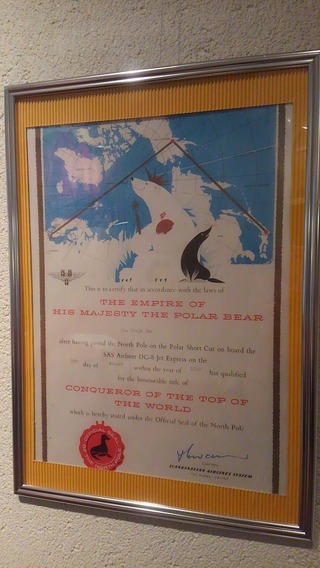 This is to certify that in accordance with the laws of
THE EMPIRE OF
HIS MAJESTY THE POLAR BEAR
after having passed the North Pole on the Polar Short Cut on board the
SAS Airliner DC-8 Jet Express on the
day of within the year of has qualified
for the honourable title of
CONQUEROR OF THE TOP OF
THE WORLD
which is hereby stated under the Official Seal of the North Pole
SCANDINAVIAN AIRLINES SYSTEM